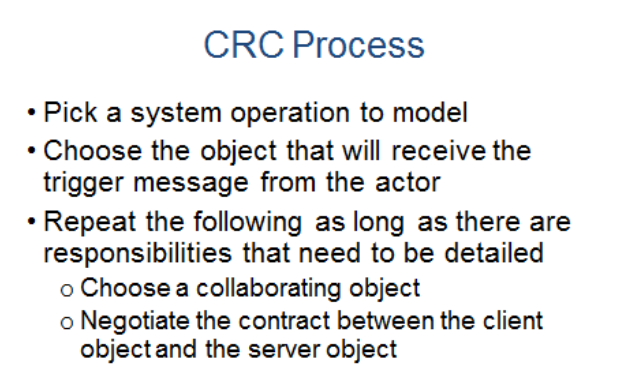 CRC Process
• Pick a system operation to model
• Choose the object that will receive the
trigger message from the actor
• Repeat the following as long as there are
responsibilities that need to be detailed
o Choose a collaborating object
o Negotiate the contract between the client
object and the server object